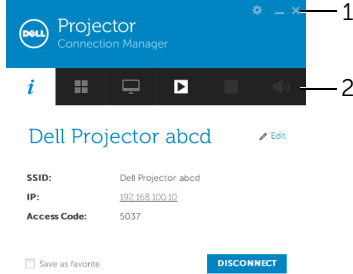 1
DELL Projector
Connection Manager
2
i
Dell Projector abcd Edit
SSID: Dell Projector abcd
IP: 192.168.100.10
Access Code: 5037
Save as favorite DISCONNECT